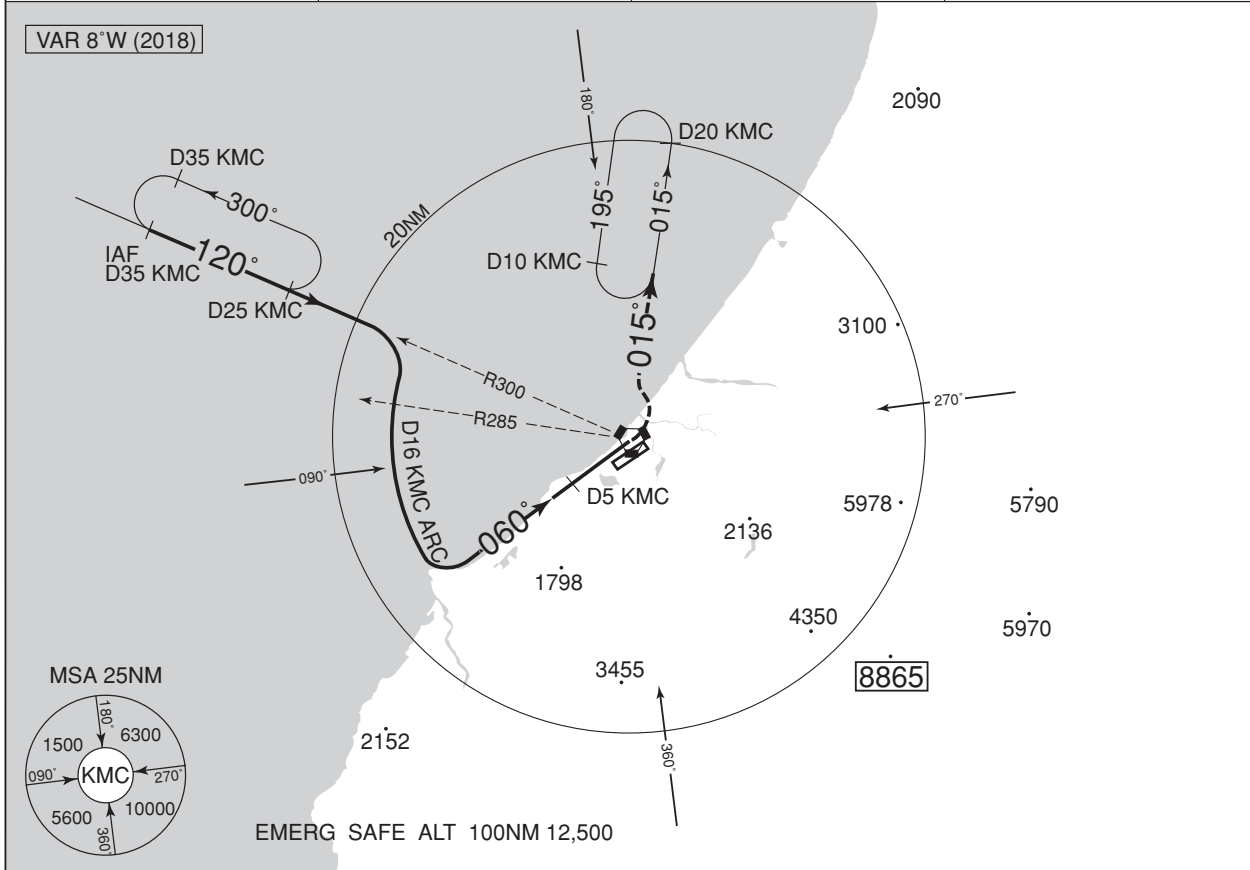 VAR 8°W (2018)
2090
180°
D20 KMC
D35 KMC
300°
195°
015°
20NM
120°
IAF
D35 KMC
D10 KMC
D25 KMC
015°
3100
R300
270°
R285
D16 KMC ARC
090°
D5 KMC
060°
5978
5790
2136
1798
4350
5970
3455
8865
MSA 25NM
180°
1500
6300
090°
KMC
270°
5600
10000
360°
2152
360°
EMERG SAFE ALT 100NM 12,500